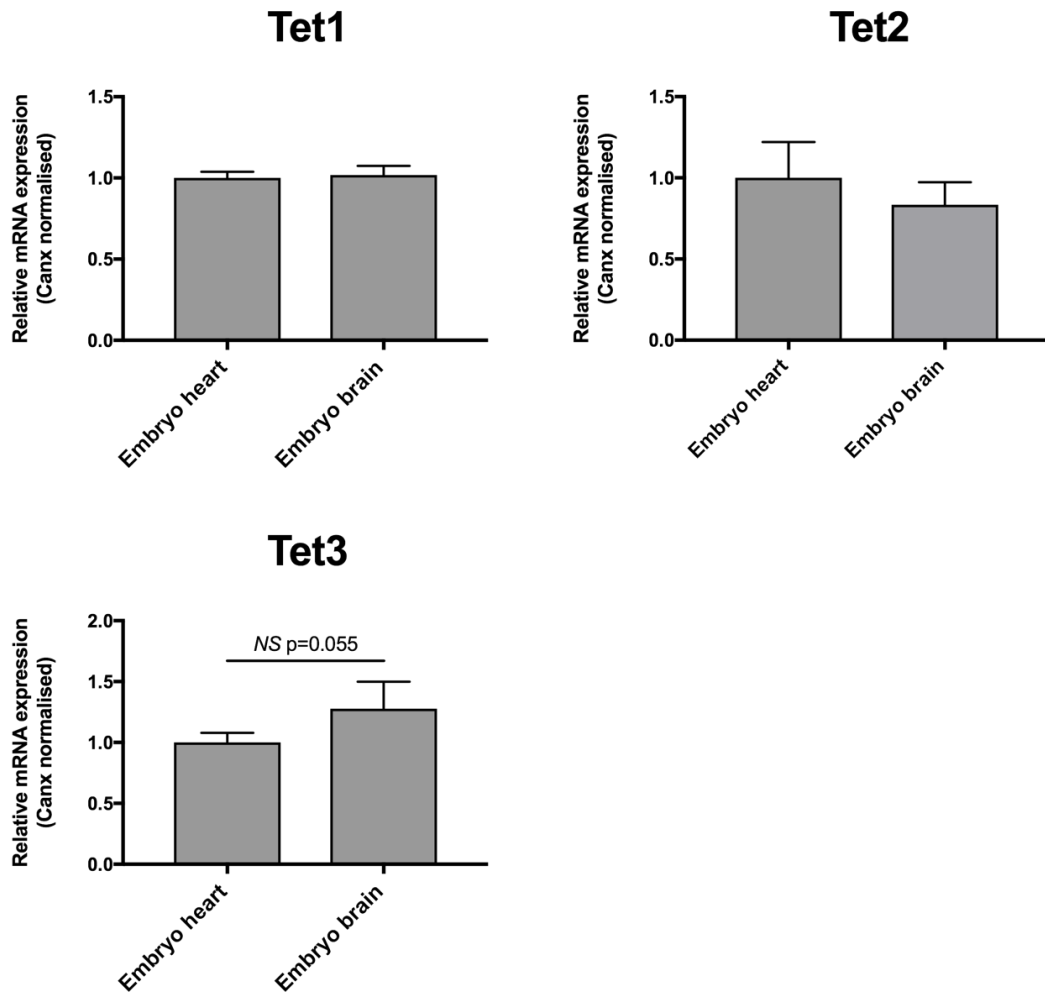 Tet1
Relative mRNA expression
(Canx normalised)
1.5
1.0
0.5
0.0
Embryo heart
Embryo brain
Tet2
Relative mRNA expression
(Canx normalised)
1.5
1.0
0.5
0.0
Embryo heart
Embryo brain
Tet3
Relative mRNA expression
(Canx normalised)
2.0
1.5
1.0
0.5
0.0
NS p=0.055
Embryo heart
Embryo brain